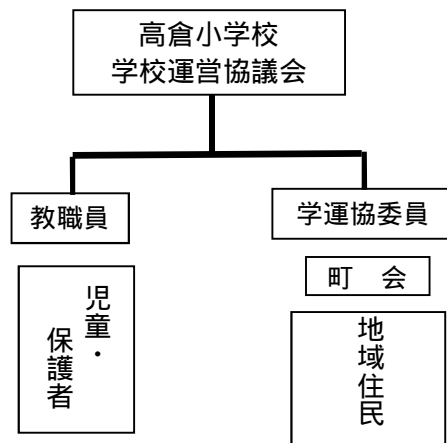 高倉小学校
学校運営協議会
教職員
学運協委員
町　会
児童・
保護者
地域住民